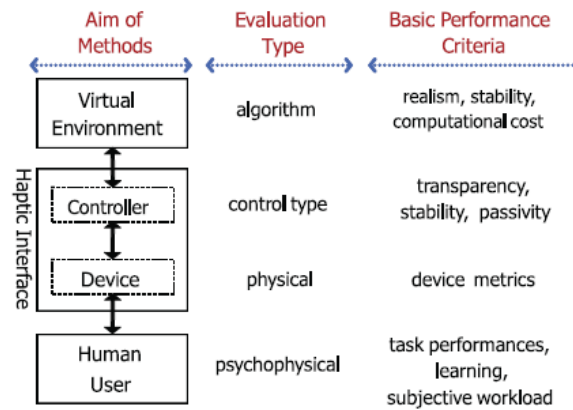 Aim of
Methods
Evaluation
Type
Basic Performance
Criteria
Virtual
Environment
algorithm
realism, stability,
computational cost
Haptic Interface
Controller
control type
transparency,
stability, passivity
Device
physical
device metrics
Human
User
psychophysical
task performances,
learning,
subjective workload